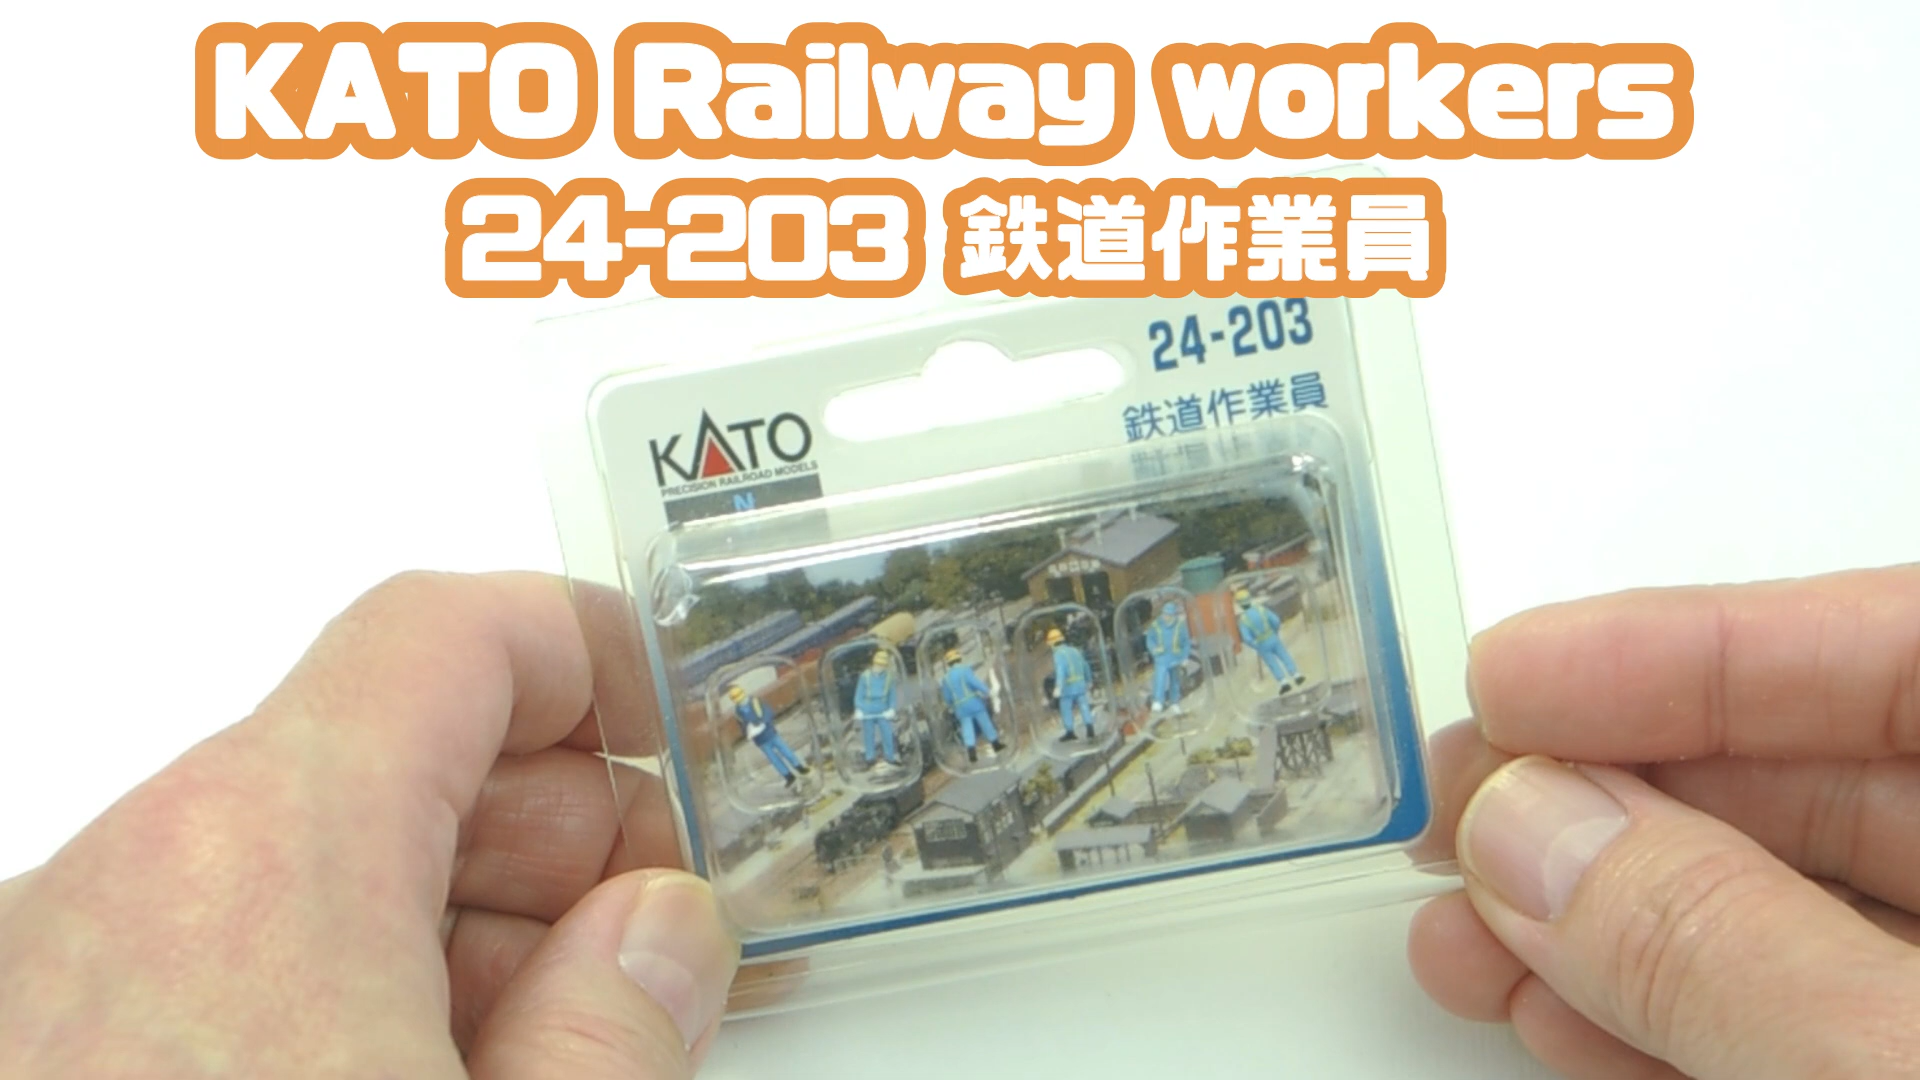 KATO Railway workers
24-203 鉄道作業員
24-203
鉄道作業員
KATO
PRECISION RAILROAD MODELS
N